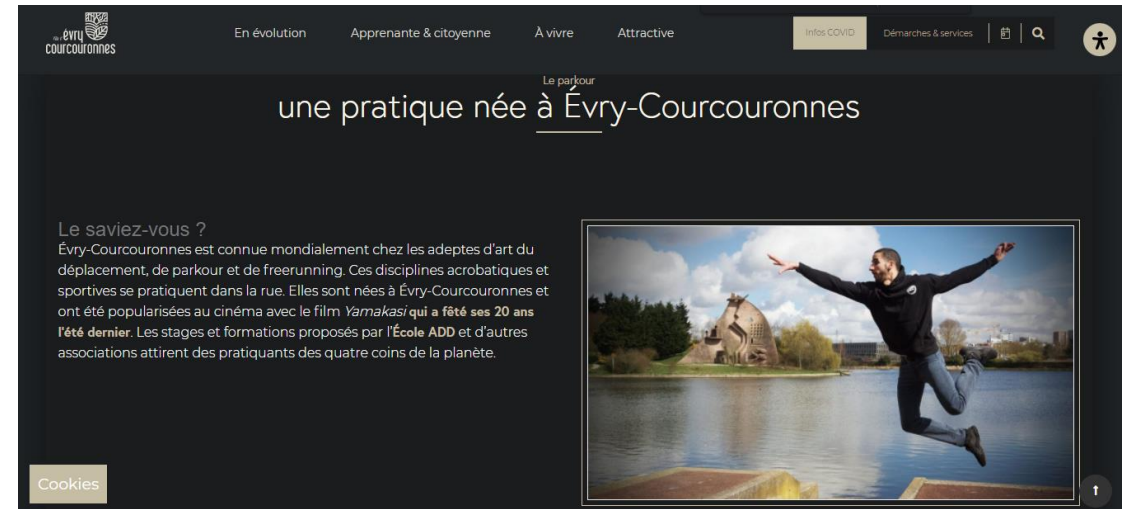 évry
courcouronnes
En évolution
Apprenante & citoyenne
À vivre
Attractive
Infos COVID
Démarches & services
Le parkour
une pratique née à Évry-Courcouronnes
Le saviez-vous ?
Évry-Courcouronnes est connue mondialement chez les adeptes d'art du
déplacement, de parkour et de freerunning. Ces disciplines acrobatiques et
sportives se pratiquent dans la rue. Elles sont nées à Évry-Courcouronnes et
ont été popularisées au cinéma avec le film Yamakasi qui a fêté ses 20 ans
l'été dernier. Les stages et formations proposés par l'École ADD et d'autres
associations attirent des pratiquants des quatre coins de la planète.
Cookies